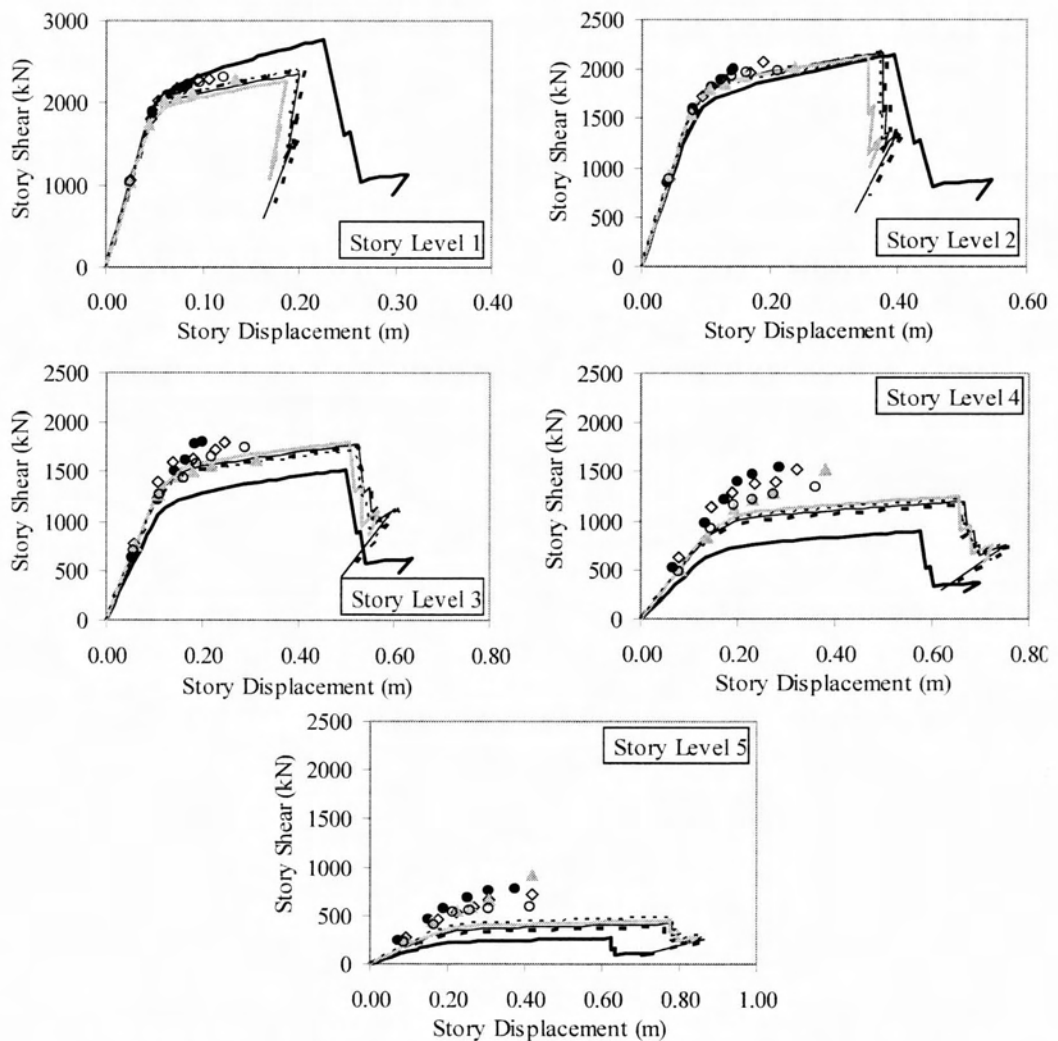 3000
2000
1000
0
0.00 0.10 0.20 0.30 0.40
Story Shear (kN)
Story Displacement (m)
Story Level 1
2500
2000
1500
1000
500
0
0.00 0.20 0.40 0.60
Story Shear (kN)
Story Displacement (m)
Story Level 2
2500
2000
1500
1000
500
0
0.00 0.20 0.40 0.60 0.80
Story Shear (kN)
Story Displacement (m)
Story Level 3
2500
2000
1500
1000
500
0
0.00 0.20 0.40 0.60 0.80
Story Shear (kN)
Story Displacement (m)
Story Level 4
2500
2000
1500
1000
500
0
0.00 0.20 0.40 0.60 0.80 1.00
Story Shear (kN)
Story Displacement (m)
Story Level 5